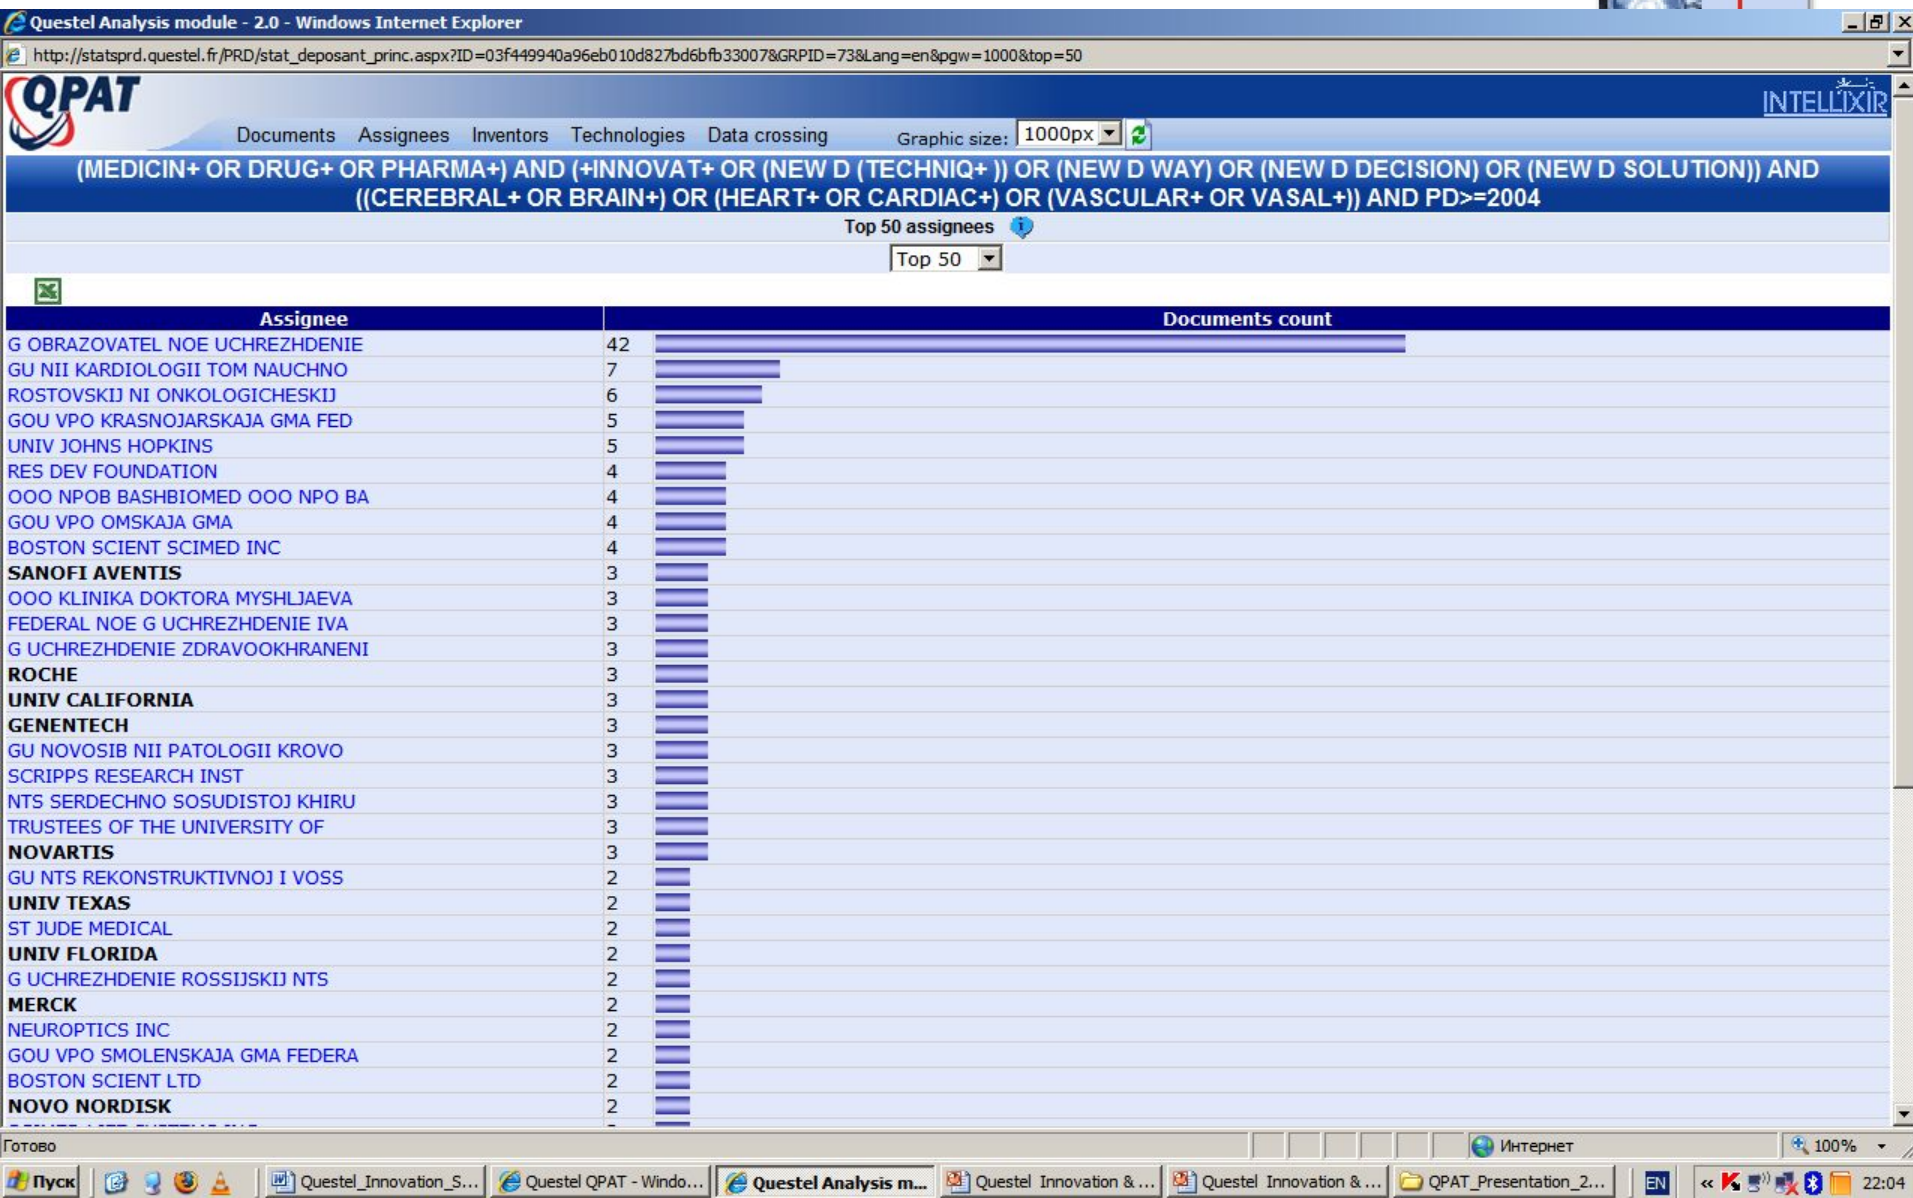 Questel Analysis module - 2.0 - Windows Internet Explorer
http://statsprd.questel.fr/PRD/stat_deposant_princ.aspx?ID=03f449940a96eb010d827bd6bfb33007&GRPID=73&Lang=en&pgw=1000&top=50
QPAT
INTELLIXIR
Documents Assignees Inventors Technologies Data crossing Graphic size: 1000px
(MEDICIN+ OR DRUG+ OR PHARMA+) AND (+INNOVAT+ OR (NEW D (TECHNIQ+ )) OR (NEW D WAY) OR (NEW D DECISION) OR (NEW D SOLUTION)) AND
((CEREBRAL+ OR BRAIN+) OR (HEART+ OR CARDIAC+) OR (VASCULAR+ OR VASAL+)) AND PD>=2004
Top 50 assignees
Top 50
Assignee Documents count
G OBRAZOVATEL NOE UCHREZHDENIE 42
GU NII KARDIOLOGII TOM NAUCHNO 7
ROSTOVSKIJ NI ONKOLOGICHESKIJ 6
GOU VPO KRASNOJARSKAJA GMA FED 5
UNIV JOHNS HOPKINS 5
RES DEV FOUNDATION 4
OOO NPOB BASHBIOMED OOO NPO BA 4
GOU VPO OMSKAJA GMA 4
BOSTON SCIENT SCIMED INC 4
SANOFI AVENTIS 3
OOO KLINIKA DOKTORA MYSHLJAEVA 3
FEDERAL NOE G UCHREZHDENIE IVA 3
G UCHREZHDENIE ZDRAVOOKHRANENI 3
ROCHE 3
UNIV CALIFORNIA 3
GENENTECH 3
GU NOVOSIB NII PATOLOGII KROVO 3
SCRIPPS RESEARCH INST 3
NTS SERDECHNO SOSUDISTOJ KHIRU 3
TRUSTEES OF THE UNIVERSITY OF 3
NOVARTIS 3
GU NTS REKONSTRUKTIVNOJ I VOSS 2
UNIV TEXAS 2
ST JUDE MEDICAL 2
UNIV FLORIDA 2
G UCHREZHDENIE ROSSIJSKIJ NTS 2
MERCK 2
NEUROPTICS INC 2
GOU VPO SMOLENSKAJA GMA FEDERA 2
BOSTON SCIENT LTD 2
NOVO NORDISK 2
Готово Интернет 100%
Пуск Questel_Innovation_S... Questel QPAT - Windo... Questel Analysis m... Questel Innovation & ... Questel Innovation & ... QPAT_Presentation_2... EN « 22:04